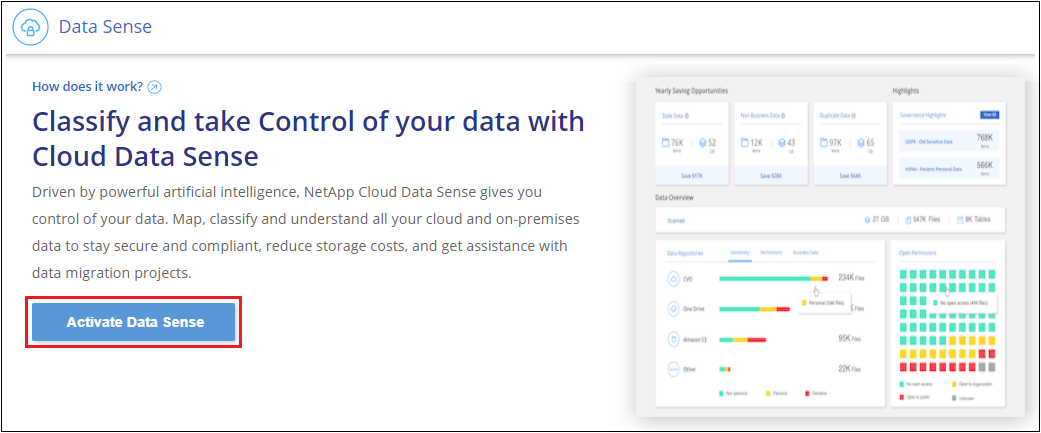 Data Sense
How does it work?
Classify and take Control of your data with
Cloud Data Sense
Driven by powerful artificial intelligence, NetApp Cloud Data Sense gives you
control of your data. Map, classify and understand all your cloud and on-premises
data to stay secure and compliant, reduce storage costs, and get assistance with
data migration projects.
Activate Data Sense
Yearly Saving Opportunities
Highlights
Stale Data
Non-Business Data
Duplicate Data
Governance Highlights
View All
76K
items
52
GB
12K
items
43
GB
97K
items
65
GB
GDPR - Old Sensitive Data
768K
items
HIPAA - Patients Personal Data
566K
items
Save $17K
Save $28K
Save $64K
Data Overview
Scanned
27 GB
547K Files
8K Tables
Data Repositories
Sensitivity
Permissions
Business Data
Open Permissions
CVO
234K Files
Personal (94K files)
No open access (49K files)
One Drive
Files
Amazon S3
95K Files
Other
22K Files
Non personal
Personal
Sensitive
No open access
Open to organization
Open to public
Unknown